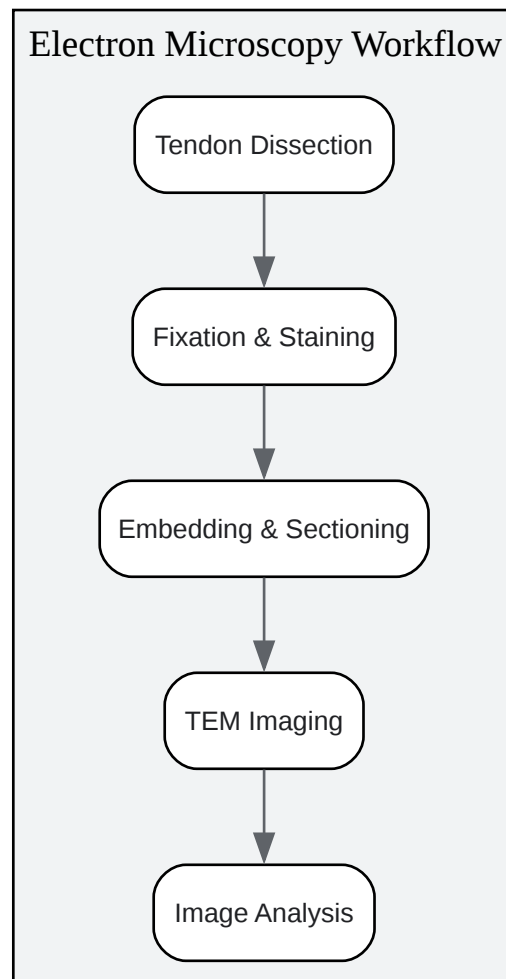 Electron Microscopy Workflow
Tendon Dissection
Fixation & Staining
Embedding & Sectioning
TEM Imaging
Image Analysis